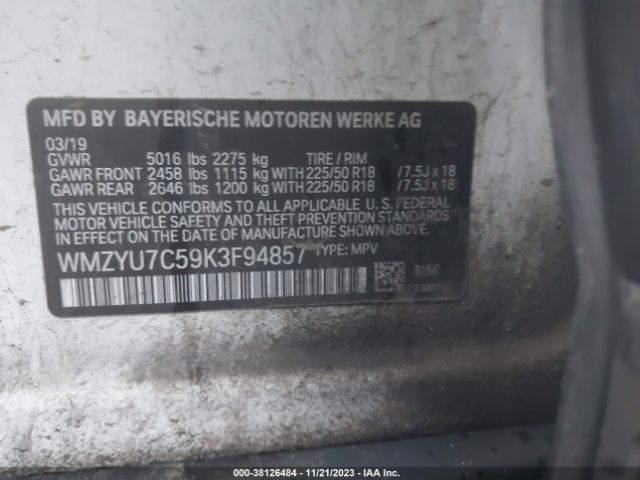 MFD BY BAYERISCHE MOTOREN WERKE AG
03/19
GVWR 5016 lbs 2275 kg TIRE / RIM
GAWR FRONT 2458 lbs 1115 kg WITH 225/50 R18 /7.5J x 18
GAWR REAR 2646 lbs 1200 kg WITH 225/50 R18 /7.5J x 18
THIS VEHICLE CONFORMS TO ALL APPLICABLE U. S. FEDERAL
MOTOR VEHICLE SAFETY AND THEFT PREVENTION STANDARDS
IN EFFECT ON THE DATE OF MANUFACTURE SHOWN ABOVE.
WMZYU7C59K3F94857 TYPE: MPV
000-38126484 - 11/21/2023 - IAA Inc.